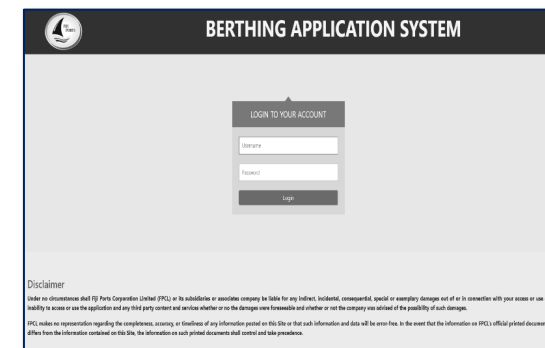 FIJI PORTS
BERTHING APPLICATION SYSTEM
LOGIN TO YOUR ACCOUNT
Username
Password
Login
Disclaimer
Under no circumstances shall Fiji Ports Corporation Limited (FPCL) or its subsidiaries or associates company be liable for any indirect, incidental, consequential, special or exemplary damages out of or in connection with your access or use
inability to access or use the application and any third party content and services whether or no the damages were foreseeable and whether or not the company was advised of the possibility of such damages.
FPCL makes no representation regarding the completeness, accuracy, or timeliness of any information posted on this Site or that such information and data will be error-free. In the event that the information on FPCL's official printed documen
differs from the information contained on this Site, the information on such printed documents shall control and take precedence.